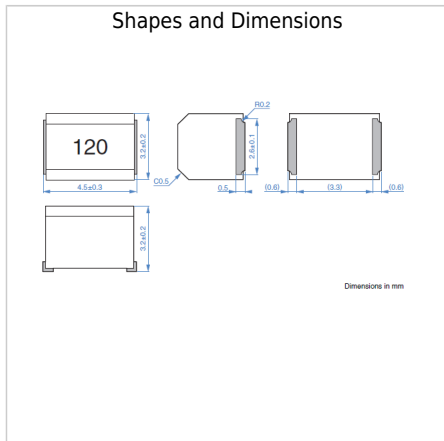 Shapes and Dimensions
120
3.2±0.2
4.5±0.3
R0.2
2.6±0.1
C0.5
0.5
(0.6)
(3.3)
(0.6)
3.2±0.2
Dimensions in mm